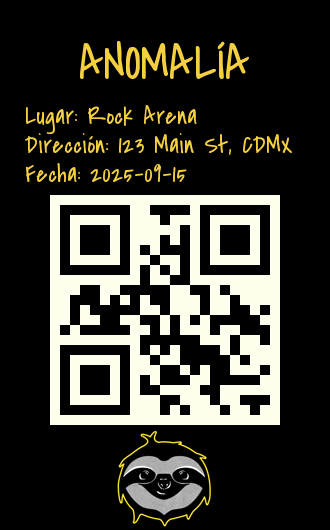 ANOMALÍA
Lugar: Rock Arena
Dirección: 123 Main St, CDMX
Fecha: 2025-09-15